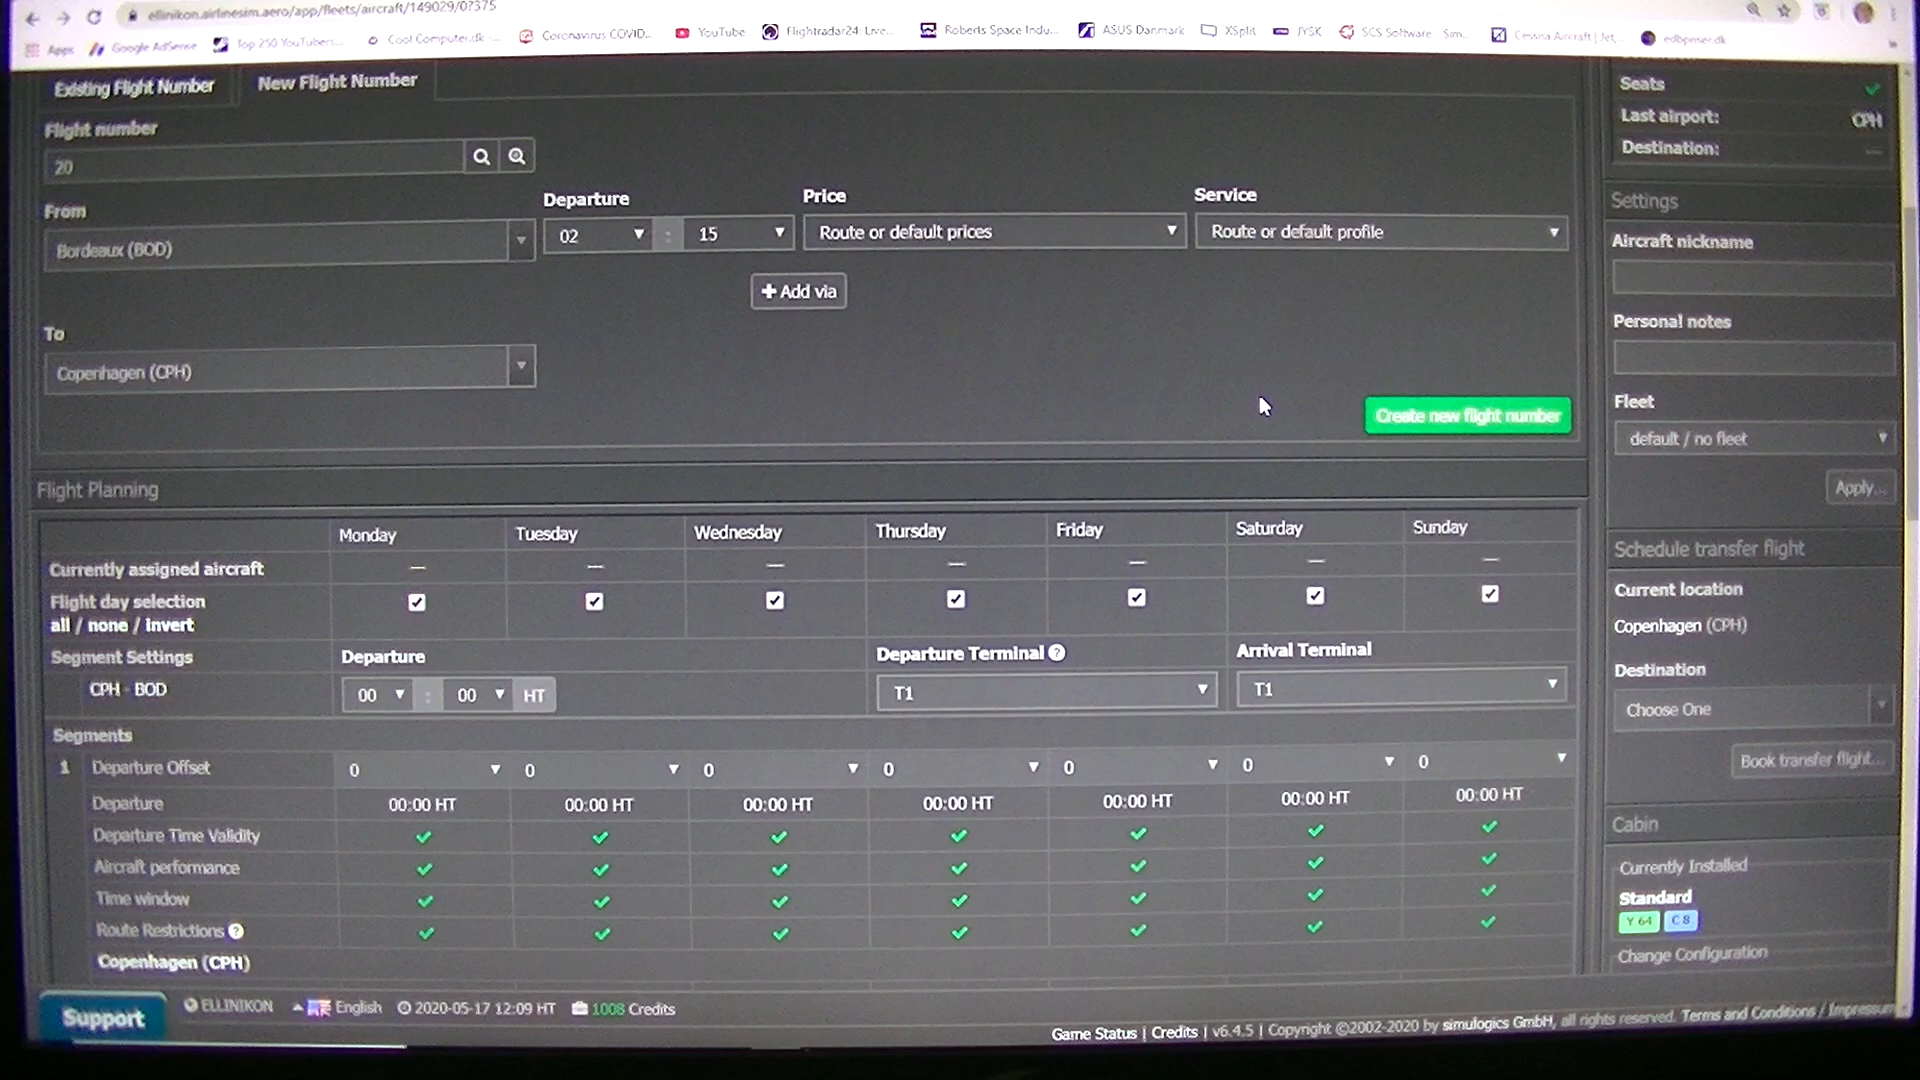 ellinikon.airlinesim.aero/app/fleets/aircraft/149029/0?375
Apps Google AdSense Top 250 YouTubers... Cool Computer.dk -... Coronavirus COVID... YouTube Flightradar24: Live... Roberts Space Indu... ASUS Danmark XSplit JYSK SCS Software - Sim... Cessna Aircraft | Jet,... edbpriser.dk
Existing Flight Number New Flight Number
Flight number
20
From Departure Price Service
Bordeaux (BOD) 02 : 15 Route or default prices Route or default profile
Add via
To
Copenhagen (CPH)
Create new flight number
Flight Planning
Monday Tuesday Wednesday Thursday Friday Saturday Sunday
Currently assigned aircraft — — — — — — —
Flight day selection
all / none / invert
Segment Settings Departure Departure Terminal ? Arrival Terminal
CPH - BOD 00 : 00 HT T1 T1
Segments
1 Departure Offset 0 0 0 0 0 0 0
Departure 00:00 HT 00:00 HT 00:00 HT 00:00 HT 00:00 HT 00:00 HT 00:00 HT
Departure Time Validity
Aircraft performance
Time window
Route Restrictions ?
Copenhagen (CPH)
Seats
Last airport: CPH
Destination: —
Settings
Aircraft nickname
Personal notes
Fleet
default / no fleet
Apply...
Schedule transfer flight
Current location
Copenhagen (CPH)
Destination
Choose One
Book transfer flight...
Cabin
Currently Installed
Standard
Y 64 C 8
Change Configuration
Support ELLINIKON English 2020-05-17 12:09 HT 1008 Credits
Game Status | Credits | v6.4.5 | Copyright ©2002-2020 by simulogics GmbH, all rights reserved. Terms and Conditions / Impressum